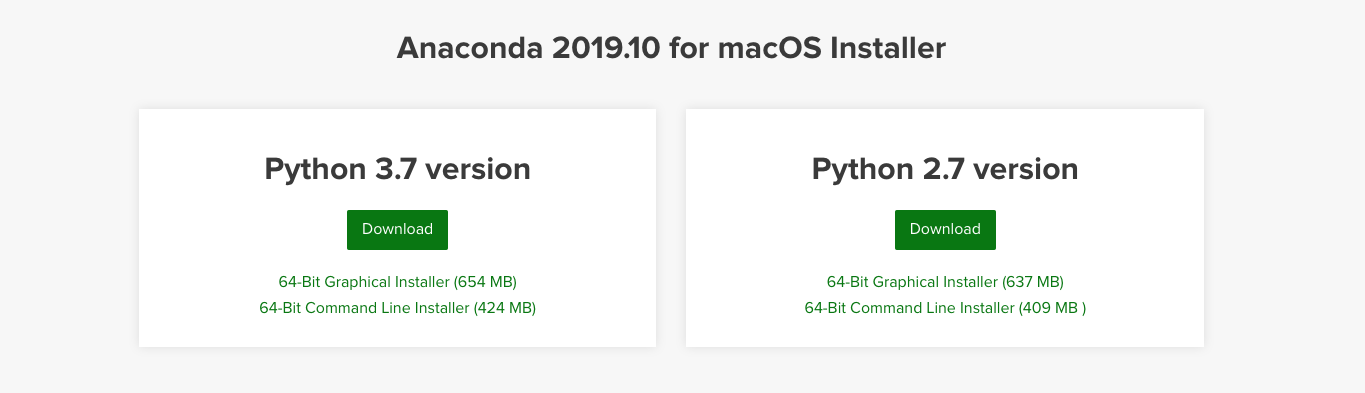 Anaconda 2019.10 for macOS Installer
Python 3.7 version
Download
64-Bit Graphical Installer (654 MB)
64-Bit Command Line Installer (424 MB)
Python 2.7 version
Download
64-Bit Graphical Installer (637 MB)
64-Bit Command Line Installer (409 MB )